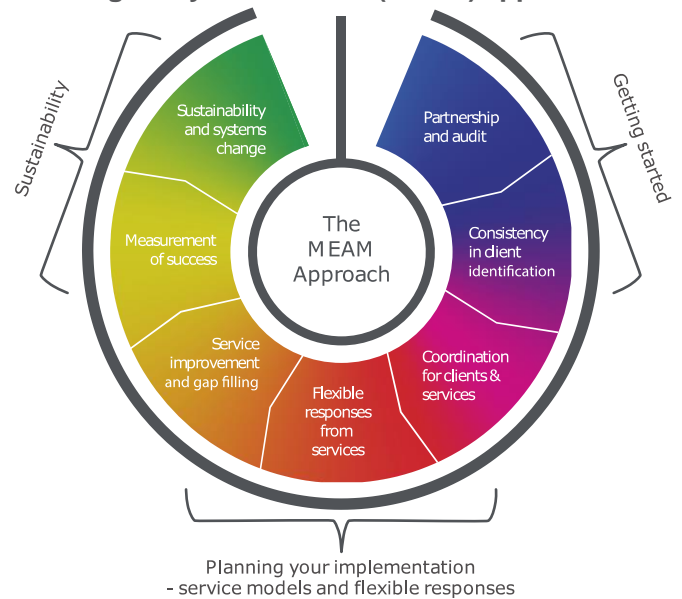 Getting started
Sustainability
Partnership
and audit
Consistency
in client
identification
Coordination
for clients &
services
Flexible
responses
from
services
Service
improvement
and gap filling
Measurement
of success
Sustainability
and systems
change
The
MEAM
Approach
Planning your implementation
- service models and flexible responses